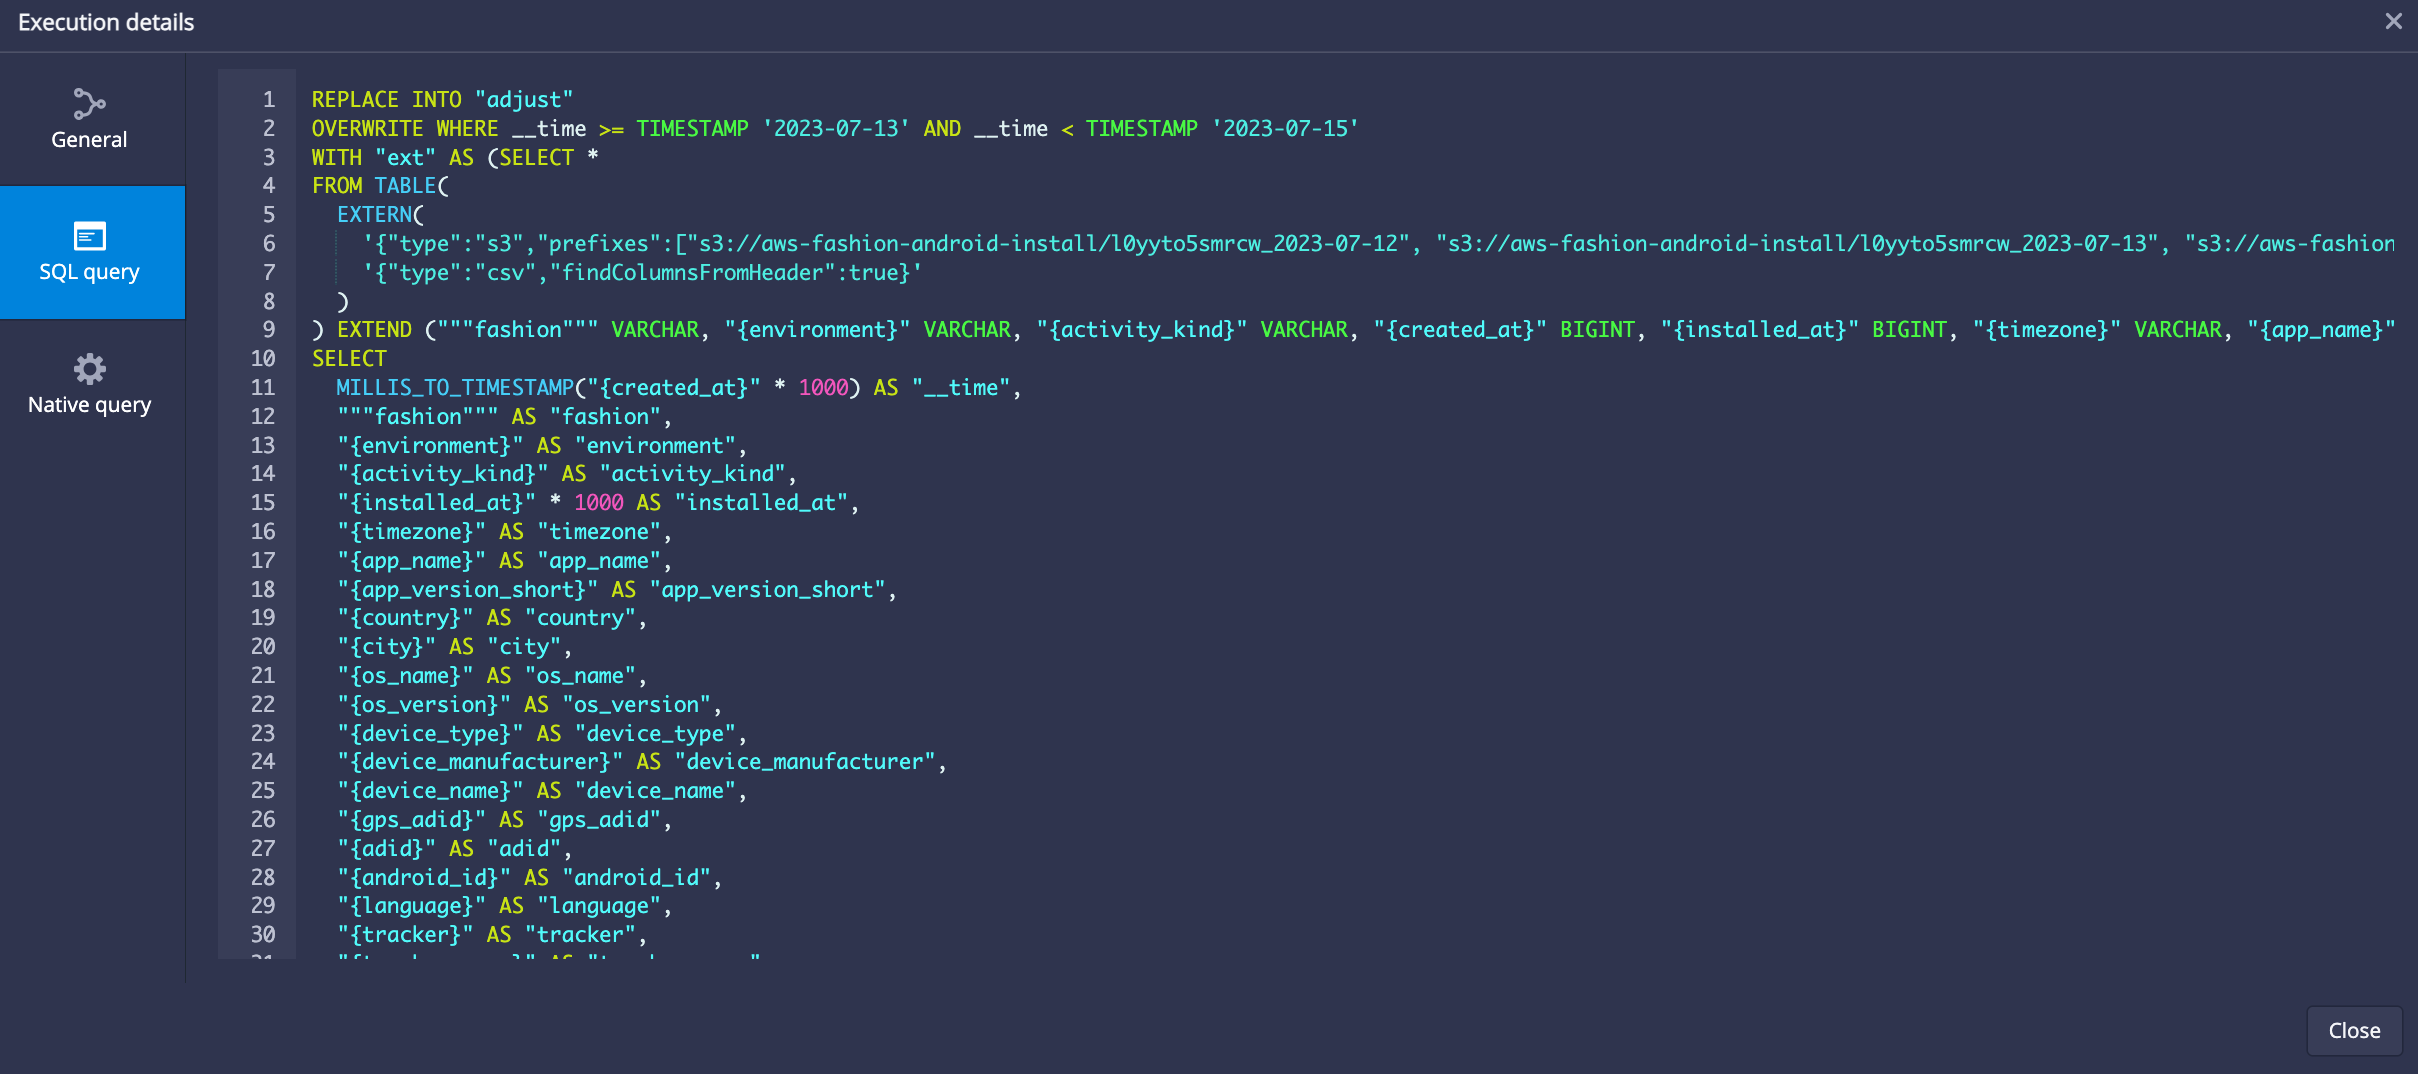 Execution details
General
SQL query
Native query
1 REPLACE INTO "adjust"
2 OVERWRITE WHERE __time >= TIMESTAMP '2023-07-13' AND __time < TIMESTAMP '2023-07-15'
3 WITH "ext" AS (SELECT *
4 FROM TABLE(
5 EXTERN(
6 '{"type":"s3","prefixes":["s3://aws-fashion-android-install/l0yyto5smrcw_2023-07-12", "s3://aws-fashion-android-install/l0yyto5smrcw_2023-07-13", "s3://aws-fashion
7 '{"type":"csv","findColumnsFromHeader":true}'
8 )
9 ) EXTEND ("""fashion""" VARCHAR, "{environment}" VARCHAR, "{activity_kind}" VARCHAR, "{created_at}" BIGINT, "{installed_at}" BIGINT, "{timezone}" VARCHAR, "{app_name}"
10 SELECT
11 MILLIS_TO_TIMESTAMP("{created_at}" * 1000) AS "__time",
12 """fashion""" AS "fashion",
13 "{environment}" AS "environment",
14 "{activity_kind}" AS "activity_kind",
15 "{installed_at}" * 1000 AS "installed_at",
16 "{timezone}" AS "timezone",
17 "{app_name}" AS "app_name",
18 "{app_version_short}" AS "app_version_short",
19 "{country}" AS "country",
20 "{city}" AS "city",
21 "{os_name}" AS "os_name",
22 "{os_version}" AS "os_version",
23 "{device_type}" AS "device_type",
24 "{device_manufacturer}" AS "device_manufacturer",
25 "{device_name}" AS "device_name",
26 "{gps_adid}" AS "gps_adid",
27 "{adid}" AS "adid",
28 "{android_id}" AS "android_id",
29 "{language}" AS "language",
30 "{tracker}" AS "tracker",
Close